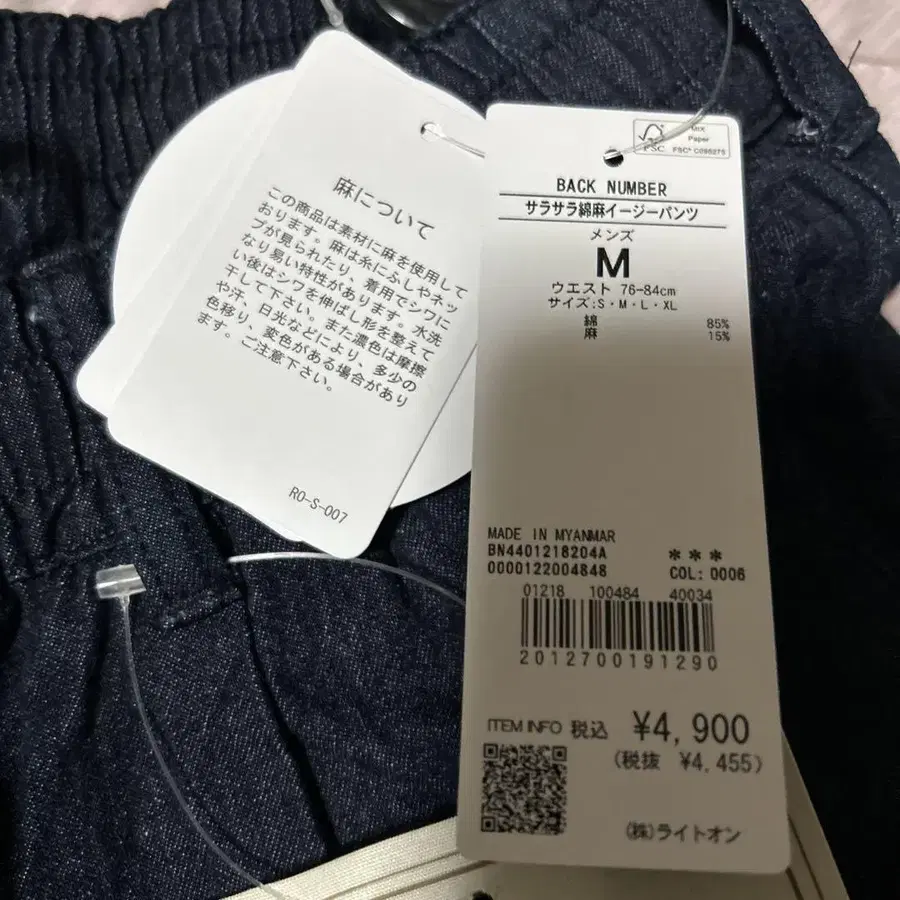 麻について
この商品は素材に麻を使用して
おります。麻は糸にふしやネッ
プが見られたり、着用でシワに
なり易い特性があります。水洗
い後はシワを伸ばし形を整えて
干して下さい。また濃色は摩擦
や汗、日光などにより、多少の
色移り、変色がある場合があり
ます。ご注意下さい。
RO-S-007
FSC
MIX
Paper
FSC® C095275
BACK NUMBER
サラサラ綿麻イージーパンツ
メンズ
M
ウエスト 76-84cm
サイズ:S・M・L・XL
綿 85%
麻 15%
MADE IN MYANMAR
BN4401218204A ***
0000122004848 COL: 0006
01218 100484 40034
2012700191290
ITEM INFO 税込 ¥4,900
(税抜 ¥4,455)
(株)ライトオン